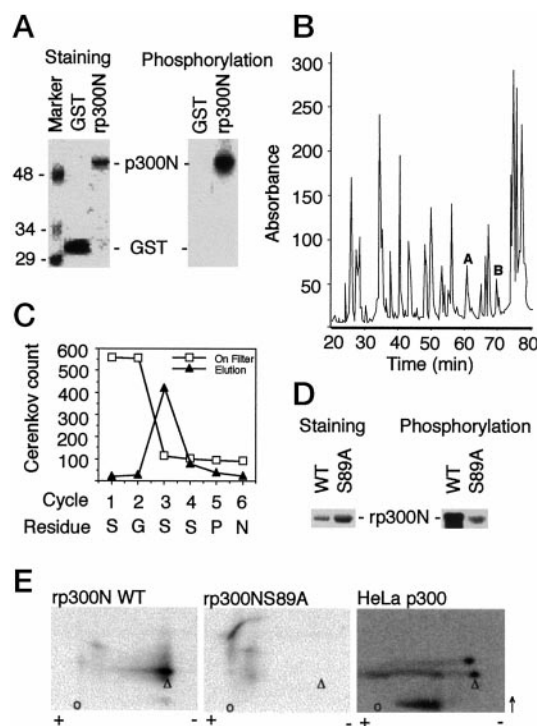 A
Staining
Phosphorylation
Marker
GST
rp300N
GST
rp300N
48 -
- p300N -
34 -
29 -
- GST -
B
Absorbance
300
250
200
150
100
50
A
B
20 30 40 50 60 70 80
Time (min)
C
Cerenkov count
600
500
400
300
200
100
On Filter
Elution
Cycle 1 2 3 4 5 6
Residue S G S S P N
D
Staining
Phosphorylation
WT
S89A
WT
S89A
- rp300N -
E
rp300N WT
rp300NS89A
HeLa p300
Δ
Δ
Δ
o
o
o
+ -
+ -
+ -
↑